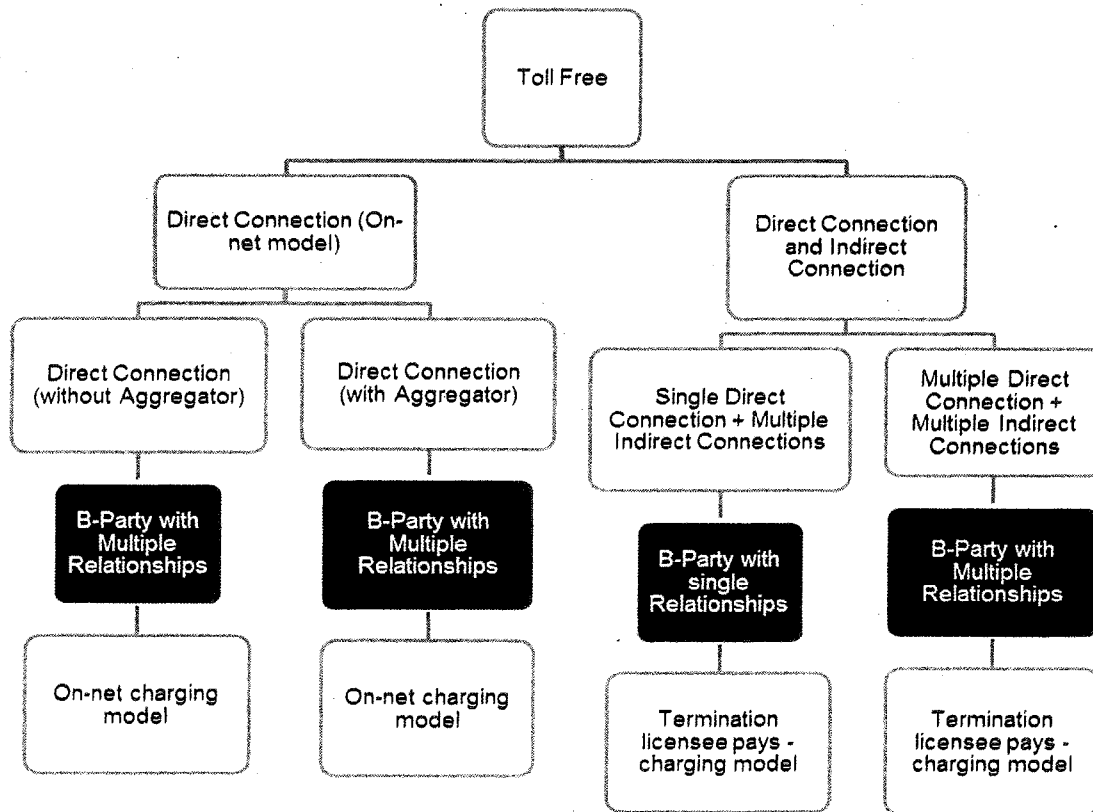 Toll Free
Direct Connection (On-
net model)
Direct Connection
and Indirect
Connection
Direct Connection
(without Aggregator)
Direct Connection
(with Aggregator)
Single Direct
Connection + Multiple
Indirect Connections
Multiple Direct
Connection +
Multiple Indirect
Connections
B-Party with
Multiple
Relationships
B-Party with
Multiple
Relationships
B-Party with
single
Relationships
B-Party with
Multiple
Relationships
On-net charging
model
On-net charging
model
Termination
licensee pays -
charging model
Termination
licensee pays -
charging model